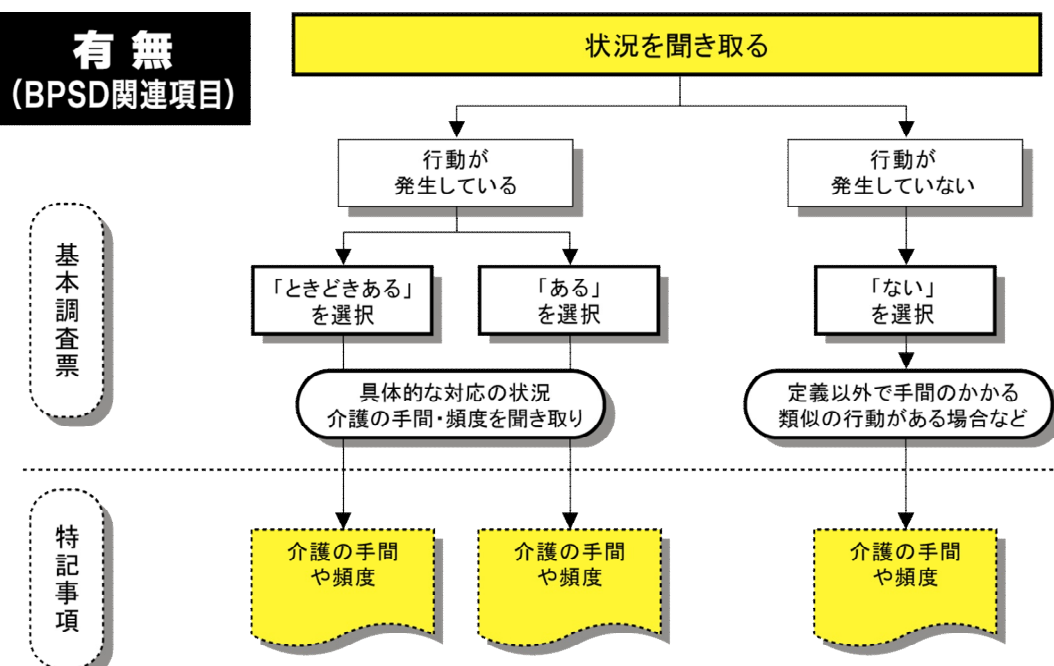 有無
(BPSD関連項目)
状況を聞き取る
行動が
発生している
行動が
発生していない
基本調査票
「ときどきある」
を選択
「ある」
を選択
「ない」
を選択
具体的な対応の状況
介護の手間・頻度を聞き取り
定義以外で手間のかかる
類似の行動がある場合など
特記事項
介護の手間
や頻度
介護の手間
や頻度
介護の手間
や頻度